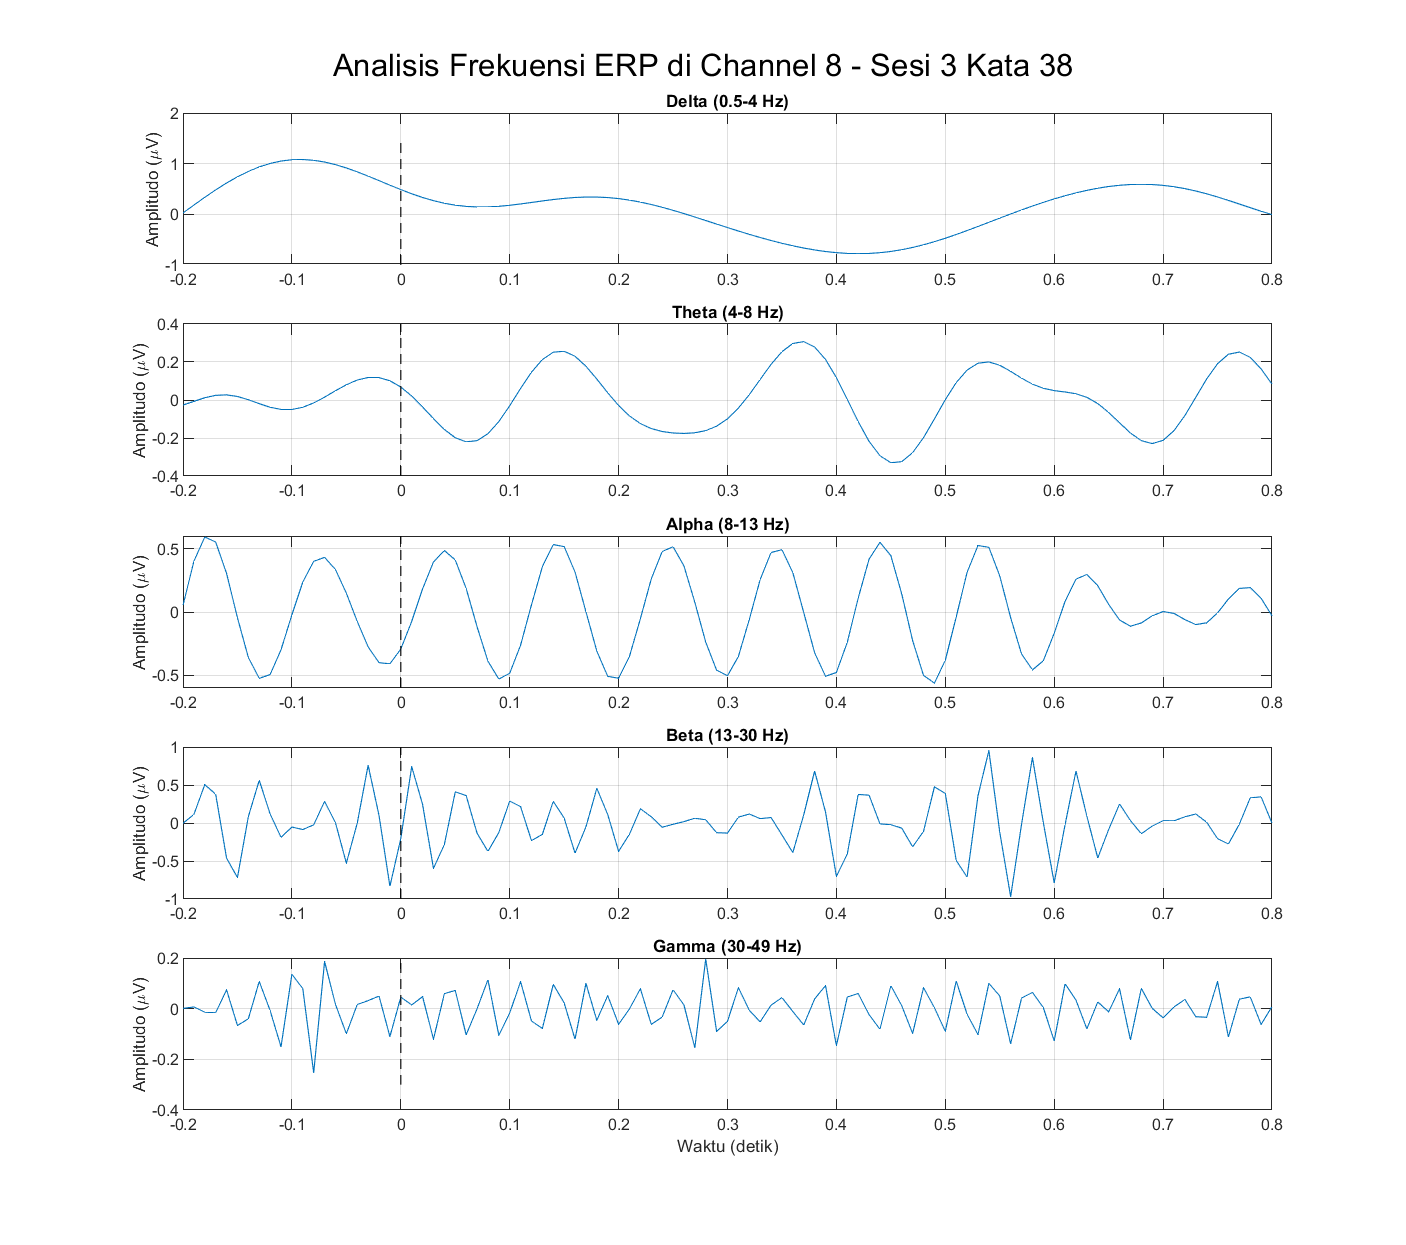 Analisis Frekuensi ERP di Channel 8 - Sesi 3 Kata 38
Delta (0.5-4 Hz)
Amplitudo (μV)
2
1
0
-1
-0.2 -0.1 0 0.1 0.2 0.3 0.4 0.5 0.6 0.7 0.8
Theta (4-8 Hz)
Amplitudo (μV)
0.4
0.2
0
-0.2
-0.4
-0.2 -0.1 0 0.1 0.2 0.3 0.4 0.5 0.6 0.7 0.8
Alpha (8-13 Hz)
Amplitudo (μV)
0.5
0
-0.5
-0.2 -0.1 0 0.1 0.2 0.3 0.4 0.5 0.6 0.7 0.8
Beta (13-30 Hz)
Amplitudo (μV)
1
0.5
0
-0.5
-1
-0.2 -0.1 0 0.1 0.2 0.3 0.4 0.5 0.6 0.7 0.8
Gamma (30-49 Hz)
Amplitudo (μV)
0.2
0
-0.2
-0.4
-0.2 -0.1 0 0.1 0.2 0.3 0.4 0.5 0.6 0.7 0.8
Waktu (detik)